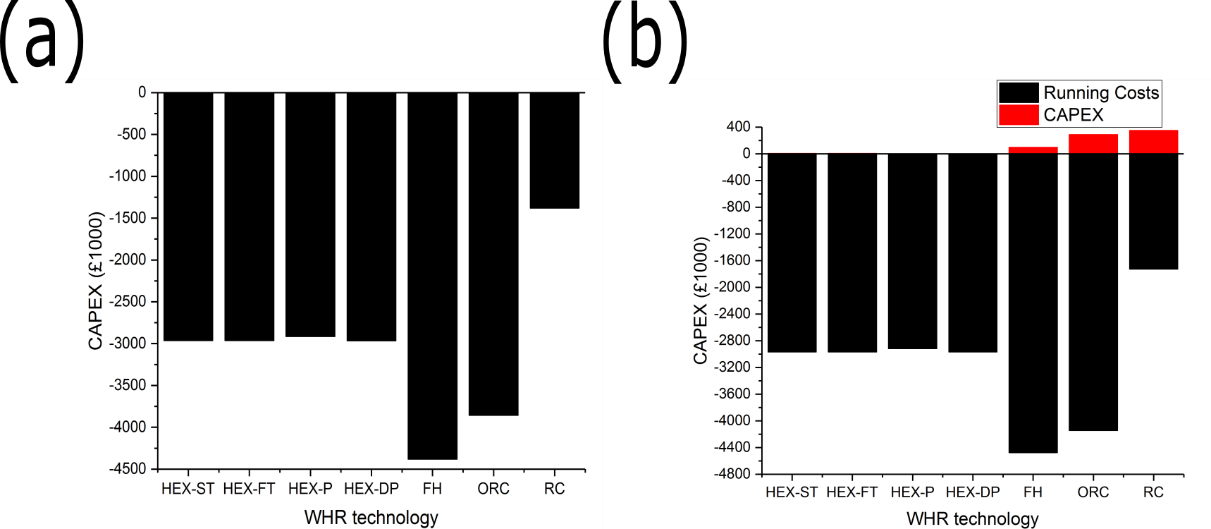 (a)
0
-500
-1000
-1500
-2000
-2500
-3000
-3500
-4000
-4500
CAPEX (£1000)
HEX-ST HEX-FT HEX-P HEX-DP FH ORC RC
WHR technology
(b)
Running Costs
CAPEX
400
0
-400
-800
-1200
-1600
-2000
-2400
-2800
-3200
-3600
-4000
-4400
-4800
CAPEX (£1000)
HEX-ST HEX-FT HEX-P HEX-DP FH ORC RC
WHR technology